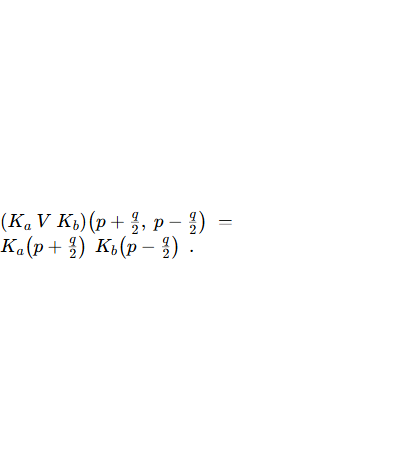 (K_a V K_b)(p + q/2, p − q/2) =
K_a(p + q/2) K_b(p − q/2) .